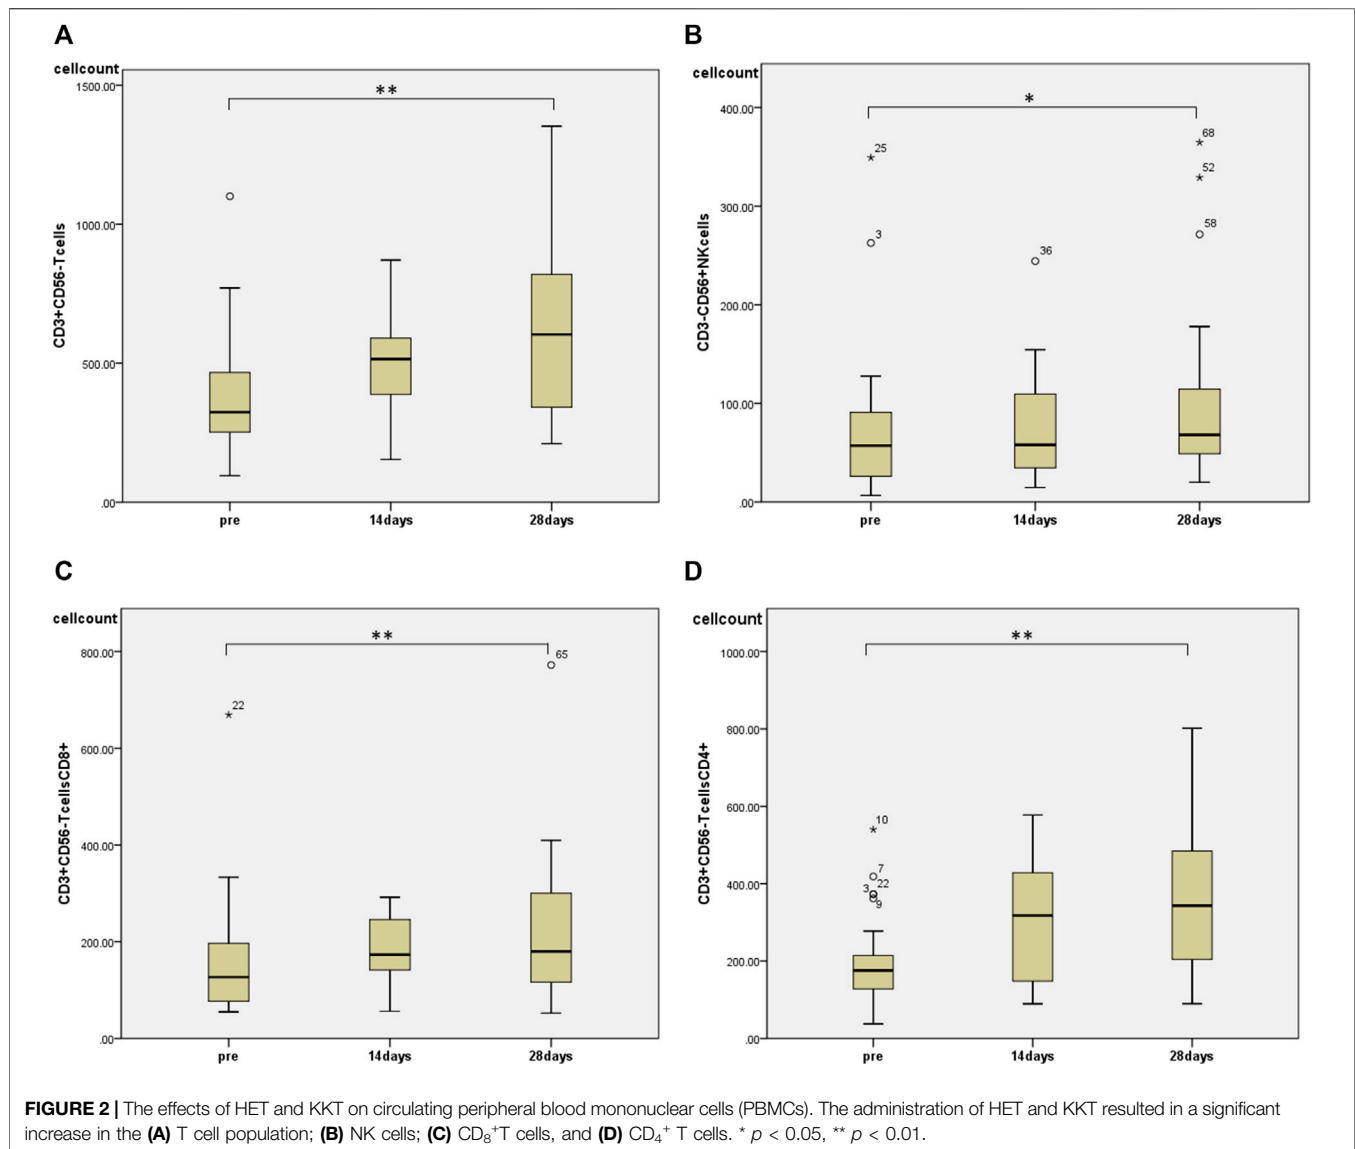 A
cellcount
CD3+CD56-Tcells
1500.00
1000.00
500.00
.00
**
pre
14days
28days
B
cellcount
CD3-CD56+NKcells
400.00
300.00
200.00
100.00
.00
*
25
3
36
68
52
58
pre
14days
28days
C
cellcount
CD3+CD56-TcellsCD8+
800.00
600.00
400.00
200.00
.00
**
22
65
pre
14days
28days
D
cellcount
CD3+CD56-TcellsCD4+
1000.00
800.00
600.00
400.00
200.00
.00
**
10
7
3 22
9
pre
14days
28days
FIGURE 2 | The effects of HET and KKT on circulating peripheral blood mononuclear cells (PBMCs). The administration of HET and KKT resulted in a significant
increase in the (A) T cell population; (B) NK cells; (C) CD₈⁺T cells, and (D) CD₄⁺ T cells. * p < 0.05, ** p < 0.01.